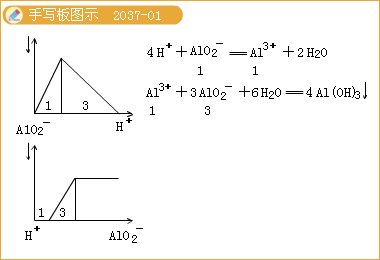 手写板图示 2037-01
↓
4H⁺+AlO₂⁻══Al³⁺+2H₂O
1 1
Al³⁺+3AlO₂⁻+6H₂O══4Al(OH)₃↓
1 3
1 3
AlO₂⁻ H⁺
↓
1 3
H⁺ AlO₂⁻